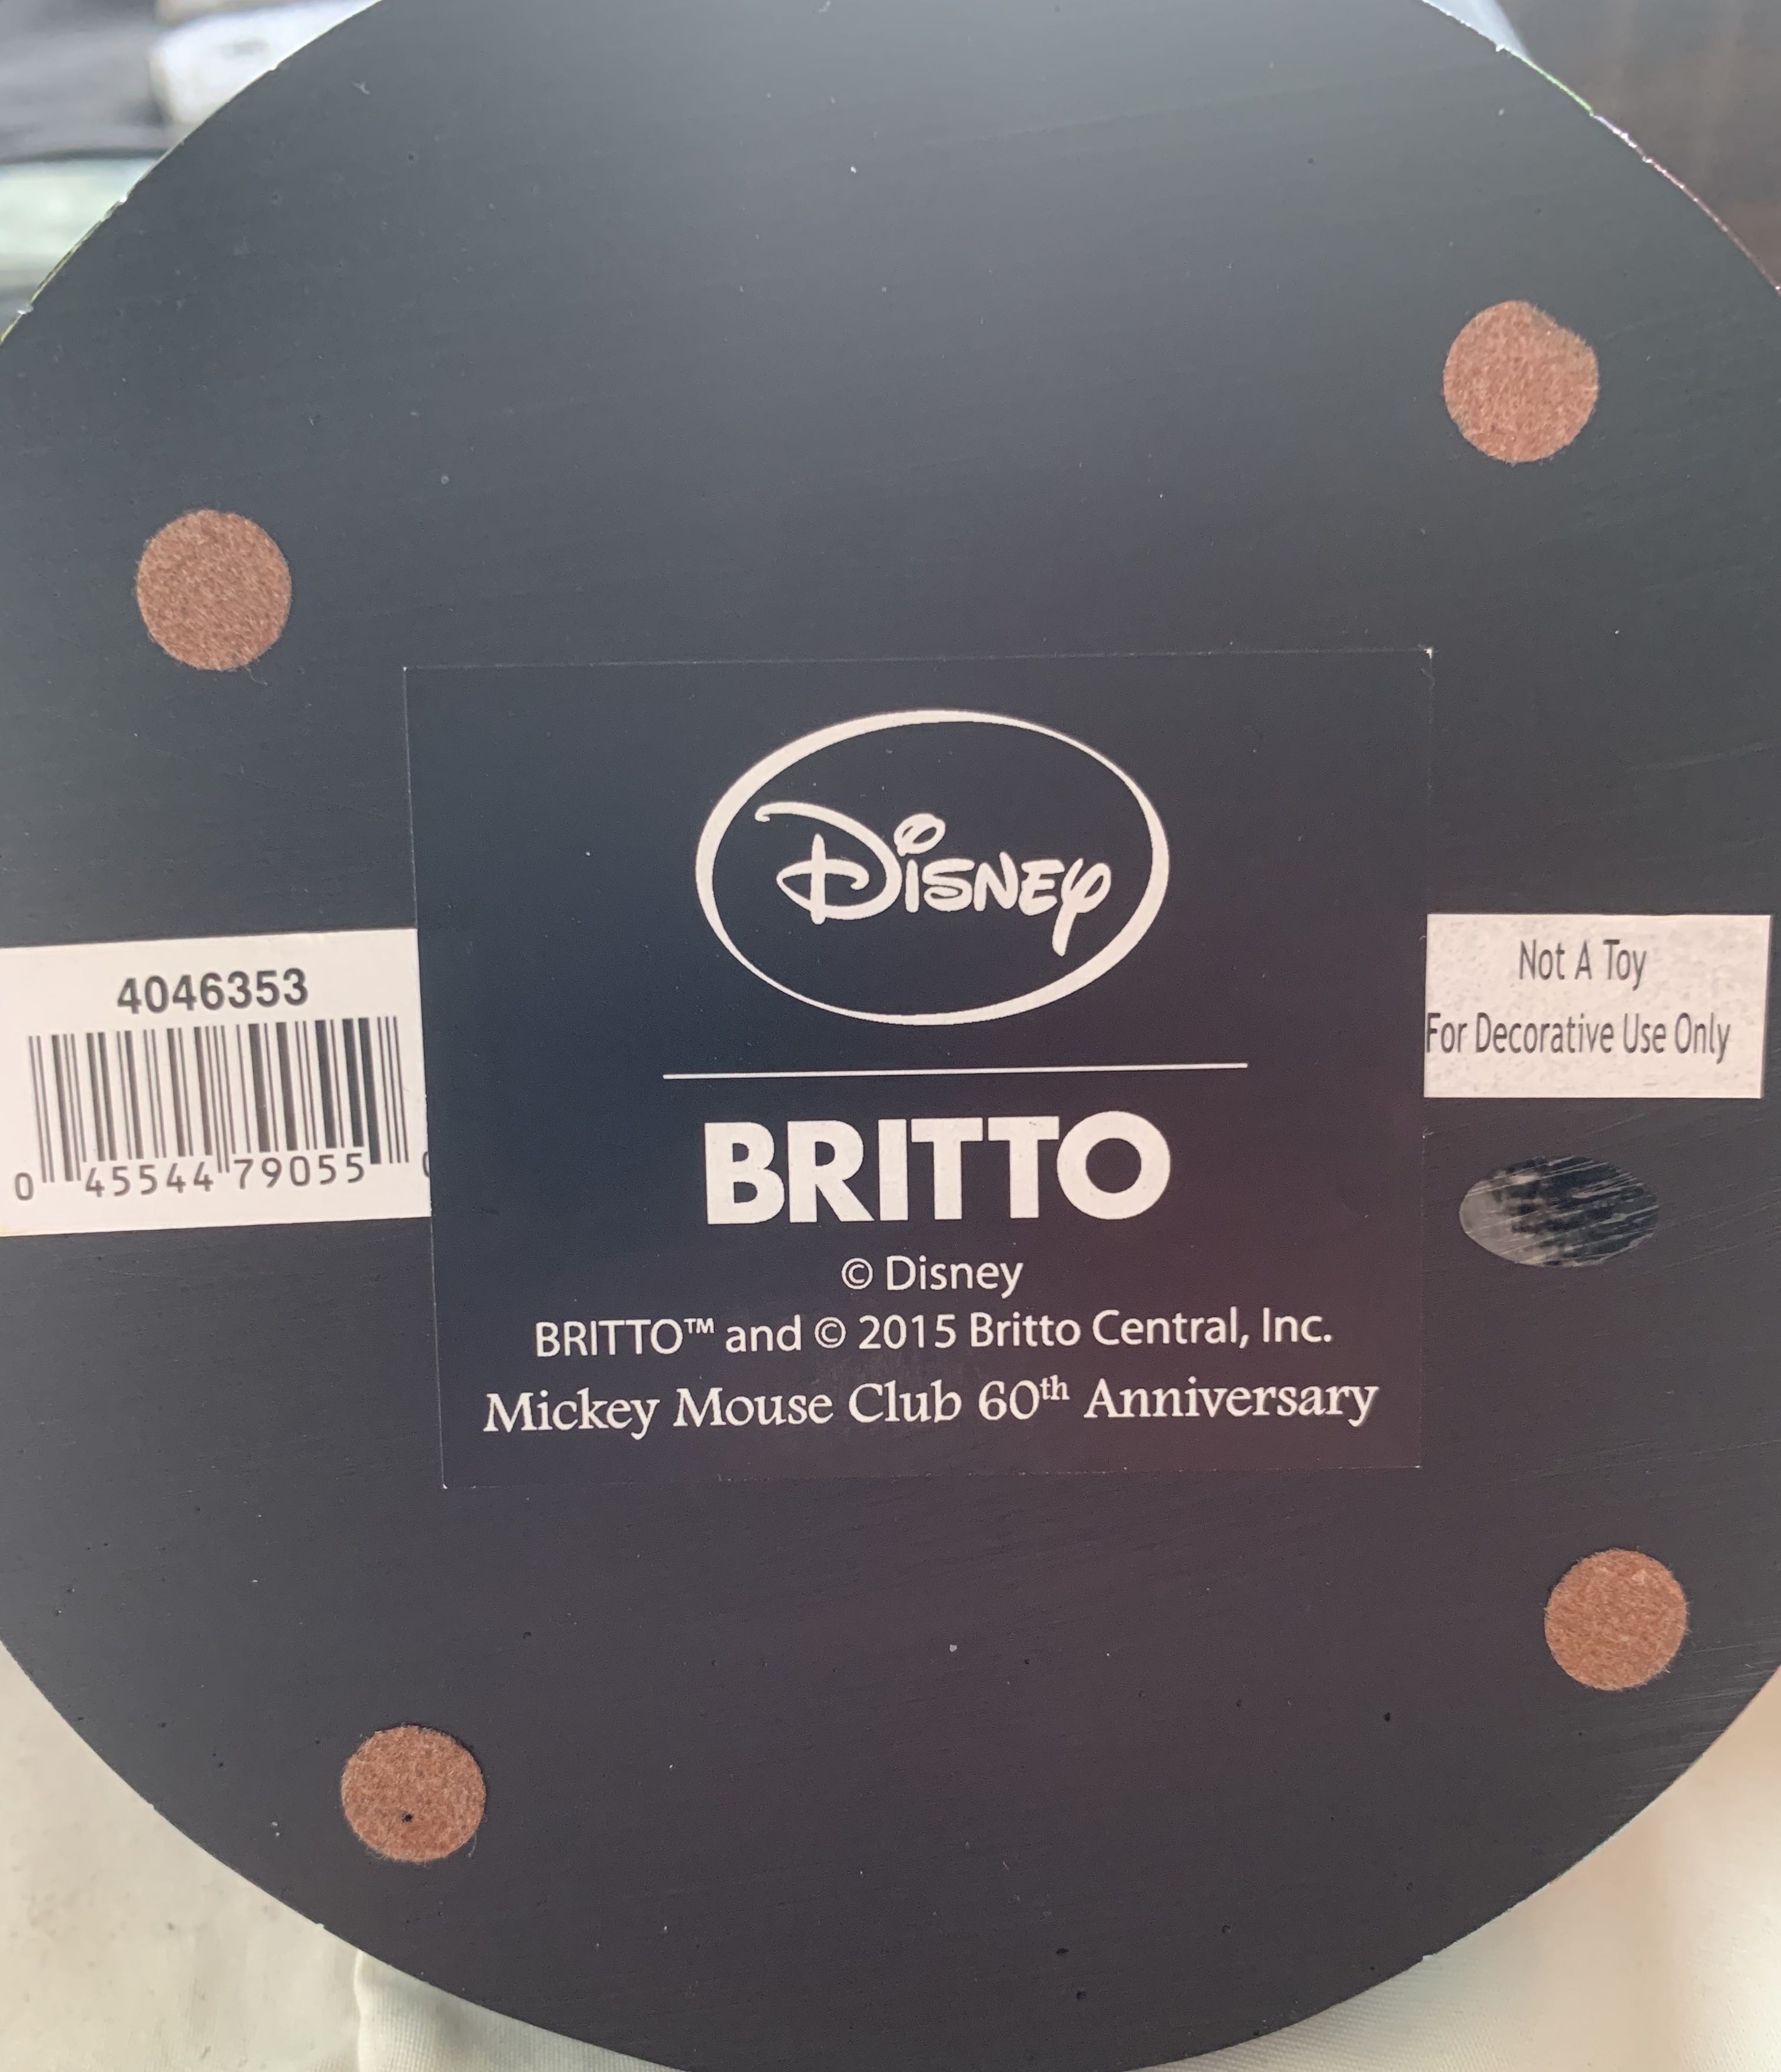 4046353
0 45544 79055
Disney
BRITTO
© Disney
BRITTO™ and © 2015 Britto Central, Inc.
Mickey Mouse Club 60th Anniversary
Not A Toy
For Decorative Use Only